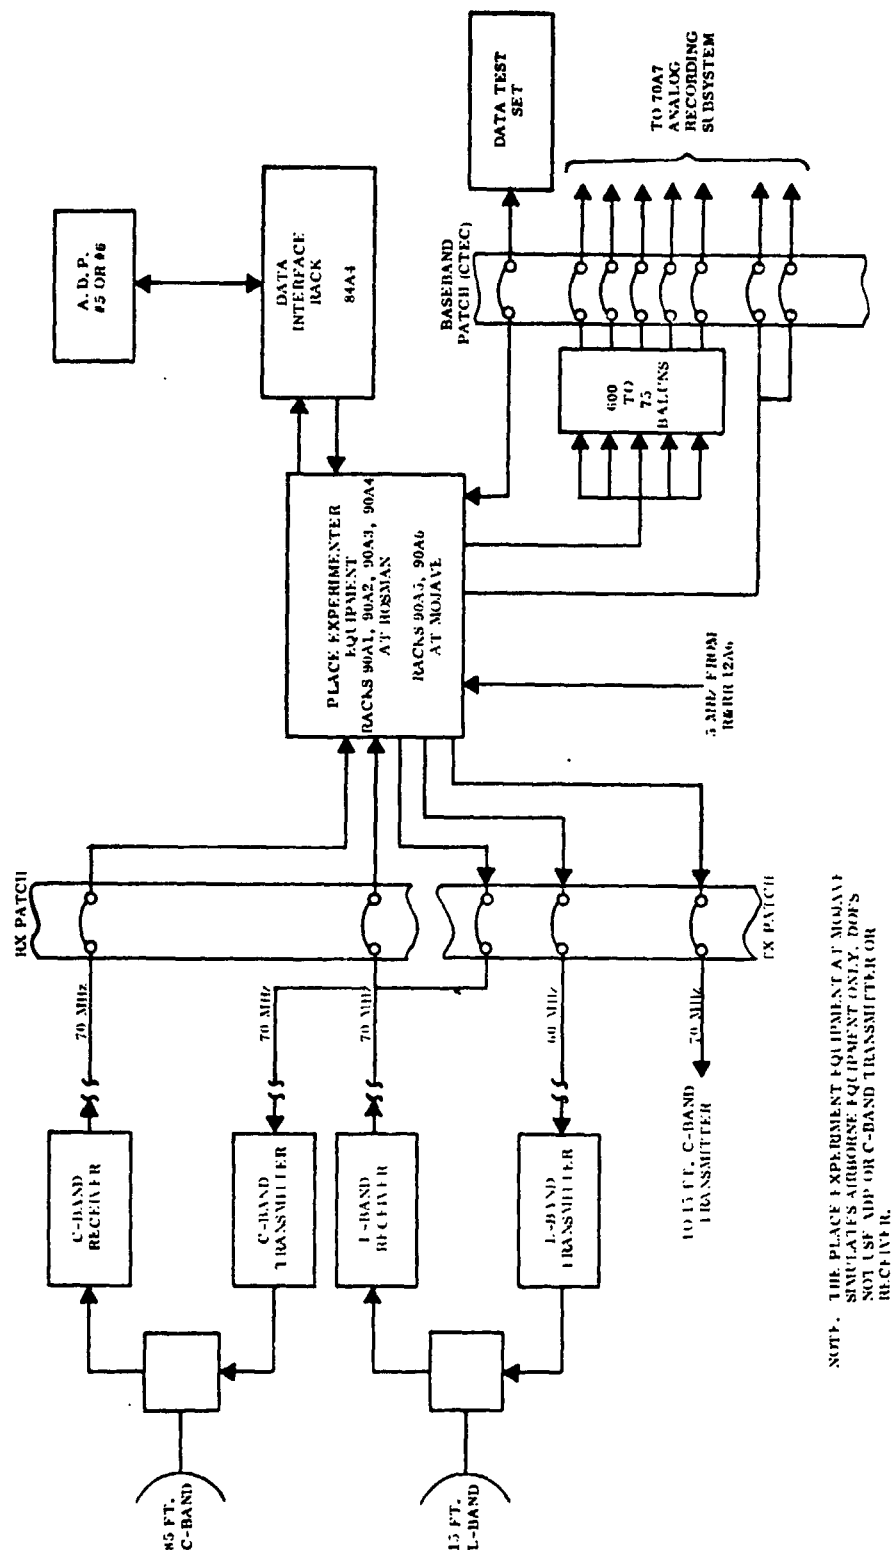 85 FT.
C-BAND
15 FT.
L-BAND
C-BAND
RECEIVER
C-BAND
TRANSMITTER
L-BAND
RECEIVER
L-BAND
TRANSMITTER
TO 15 FT. C-BAND
TRANSMITTER
70 MHz
70 MHz
70 MHz
60 MHz
70 MHz
RX PATCH
TX PATCH
PLACE EXPERIMENTER
EQUIPMENT
RACKS 90A1, 90A2, 90A3, 90A4
AT ROSMAN
RACKS 90A5, 90A6
AT MOJAVE
5 MHz FROM
R&RR 12A6
A.D.P.
#5 OR #6
DATA
INTERFACE
RACK
84A4
BASEBAND
PATCH (CTEC)
600
TO
75
BALUNS
DATA TEST
SET
TO 70A7
ANALOG
RECORDING
SUBSYSTEM
NOTE. THE PLACE EXPERIMENT EQUIPMENT AT MOJAVE
SIMULATES AIRBORNE EQUIPMENT ONLY. DOES
NOT USE ADP OR C-BAND TRANSMITTER OR
RECEIVER.